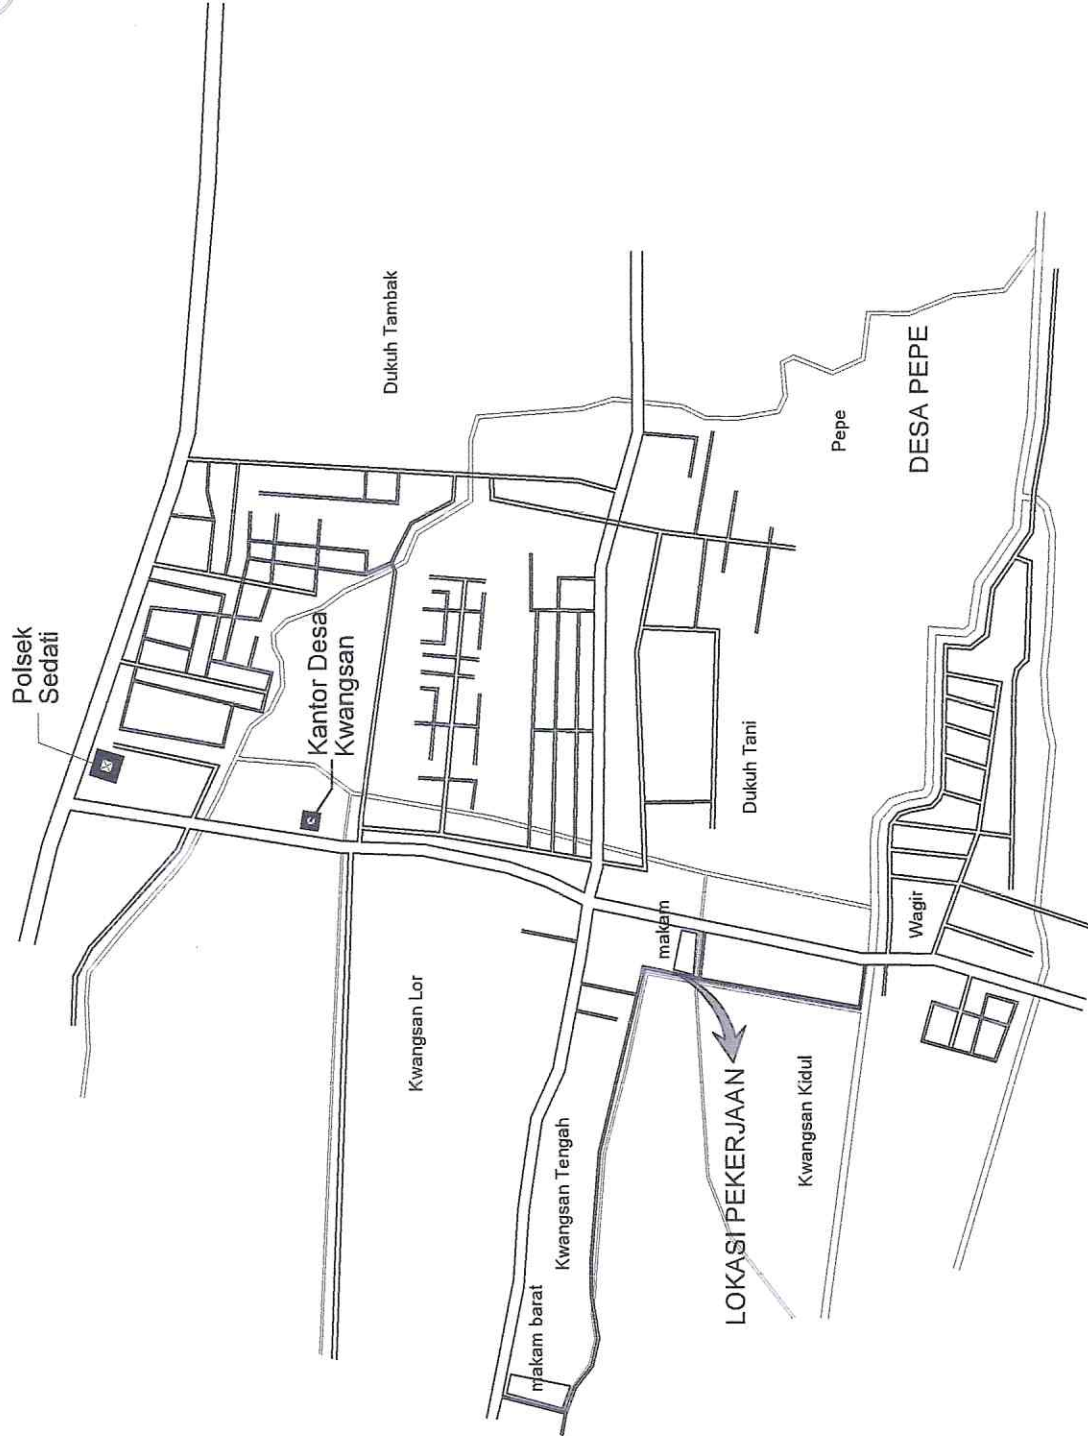 Polsek
Sedati
Kantor Desa
Kwangsan
Dukuh Tambak
Kwangsan Lor
makam barat
Kwangsan Tengah
makam
Dukuh Tani
Pepe
DESA PEPE
LOKASI PEKERJAAN
Kwangsan Kidul
Wagir